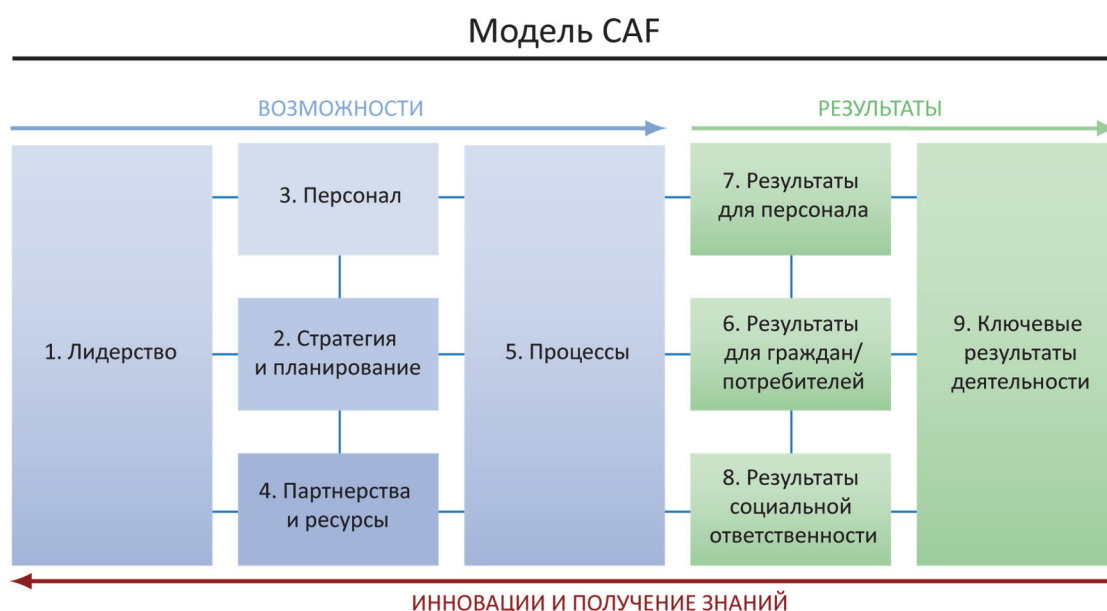 Модель CAF
ВОЗМОЖНОСТИ
РЕЗУЛЬТАТЫ
1. Лидерство
3. Персонал
2. Стратегия
и планирование
4. Партнерства
и ресурсы
5. Процессы
7. Результаты
для персонала
6. Результаты
для граждан/
потребителей
8. Результаты
социальной
ответственности
9. Ключевые
результаты
деятельности
ИННОВАЦИИ И ПОЛУЧЕНИЕ ЗНАНИЙ